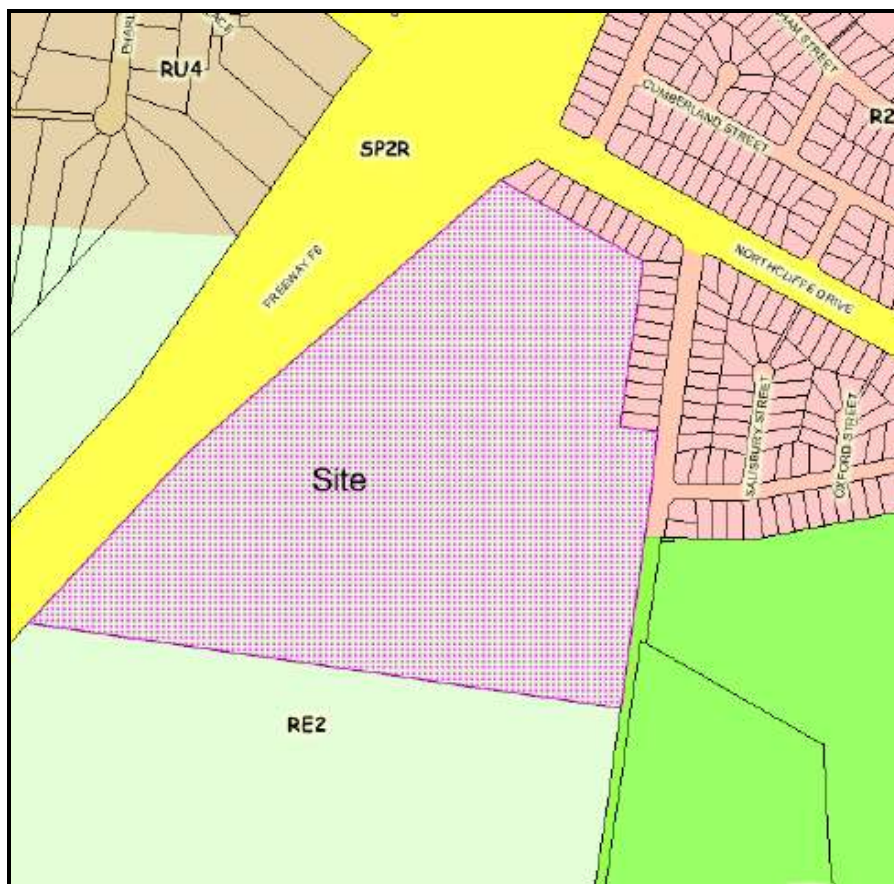 RU4
R2
SP2R
CUMBERLAND STREET
FREEWAY F6
NORTHCLIFFE DRIVE
SALISBURY STREET
OXFORD STREET
Site
RE2